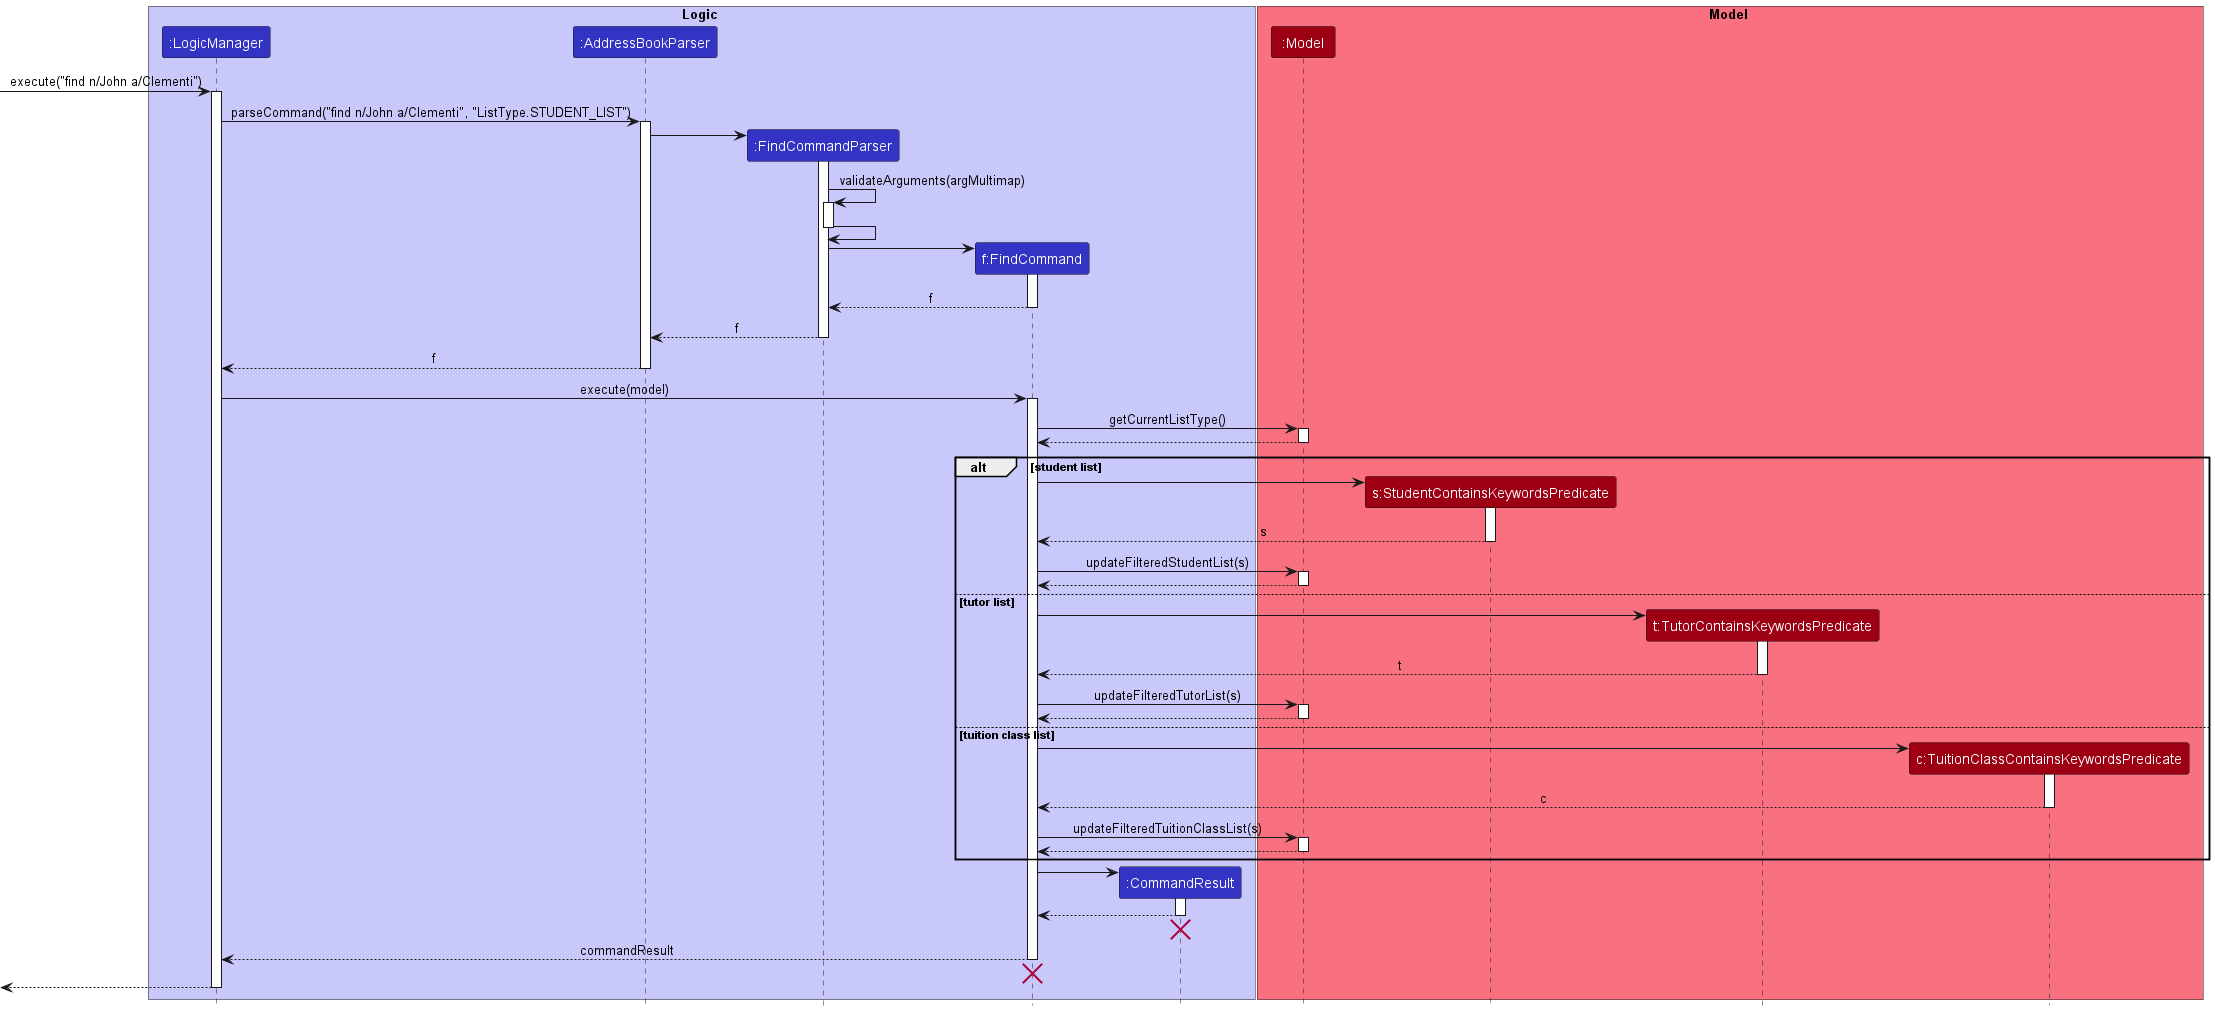 Logic
Model
:LogicManager
:AddressBookParser
:Model
execute("find n/John a/Clementi")
parseCommand("find n/John a/Clementi", "ListType.STUDENT_LIST")
:FindCommandParser
validateArguments(argMultimap)
f:FindCommand
f
f
f
execute(model)
getCurrentListType()
alt
[student list]
s:StudentContainsKeywordsPredicate
s
updateFilteredStudentList(s)
[tutor list]
t:TutorContainsKeywordsPredicate
t
updateFilteredTutorList(s)
[tuition class list]
c:TuitionClassContainsKeywordsPredicate
c
updateFilteredTuitionClassList(s)
:CommandResult
commandResult